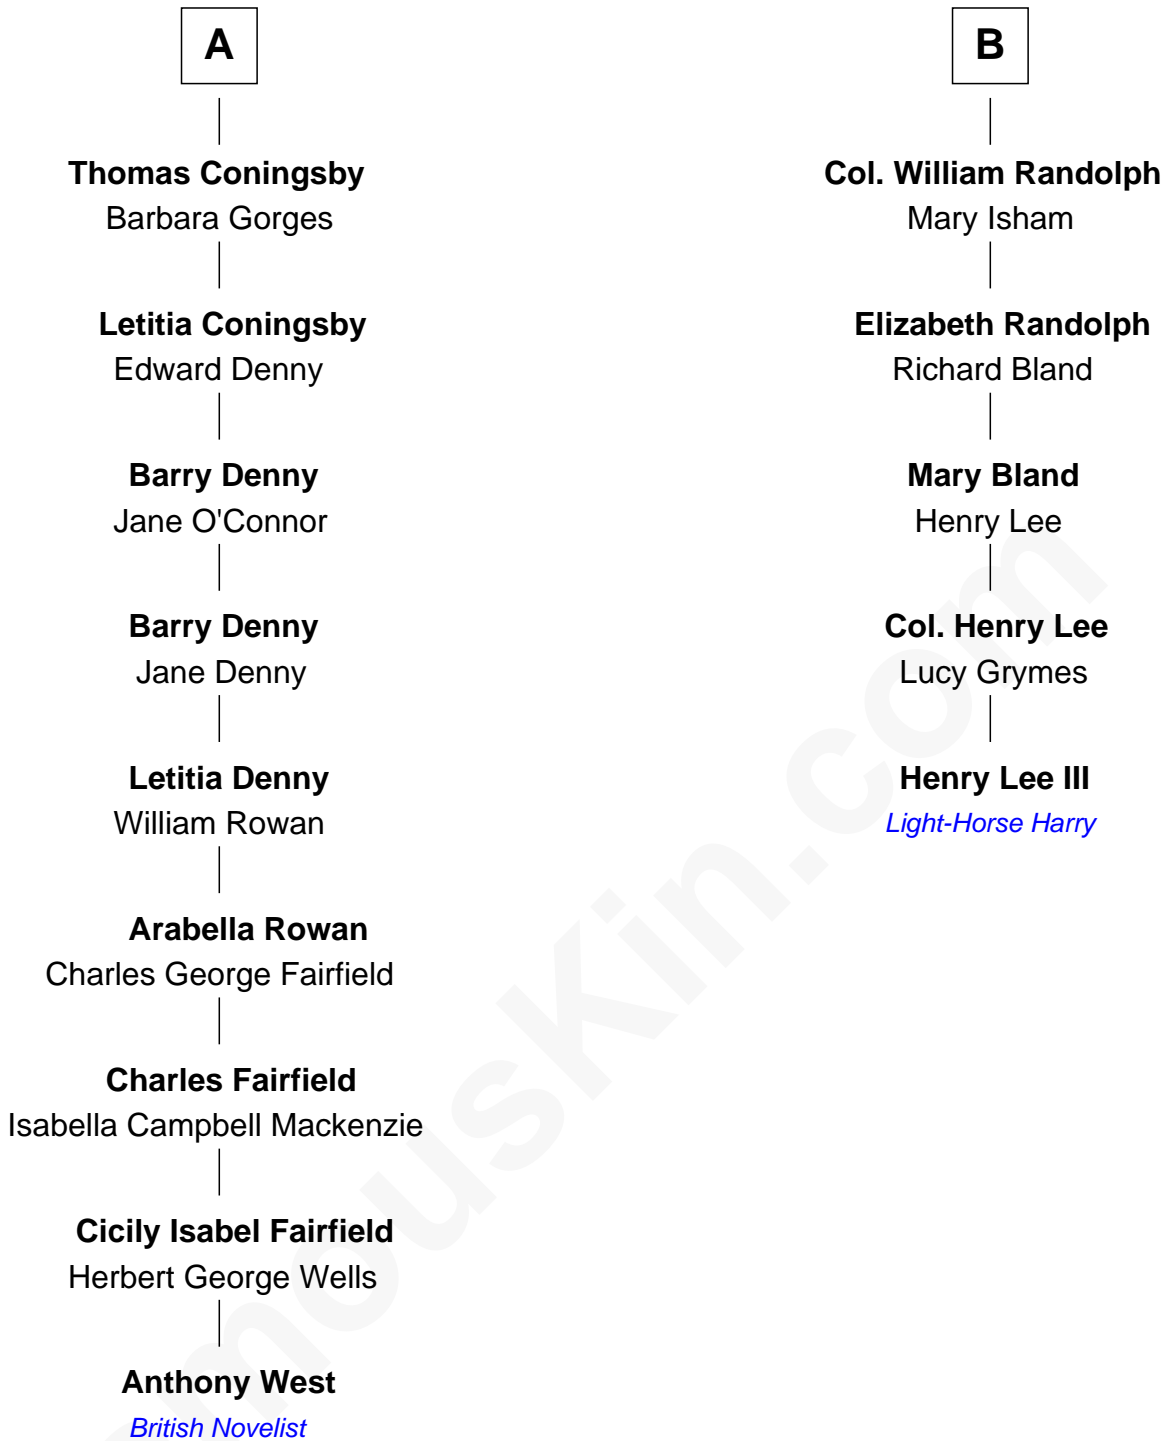 A
Thomas Coningsby
Barbara Gorges
Letitia Coningsby
Edward Denny
Barry Denny
Jane O'Connor
Barry Denny
Jane Denny
Letitia Denny
William Rowan
Arabella Rowan
Charles George Fairfield
Charles Fairfield
Isabella Campbell Mackenzie
Cicily Isabel Fairfield
Herbert George Wells
Anthony West
British Novelist
B
Col. William Randolph
Mary Isham
Elizabeth Randolph
Richard Bland
Mary Bland
Henry Lee
Col. Henry Lee
Lucy Grymes
Henry Lee III
Light-Horse Harry
mousKin.com